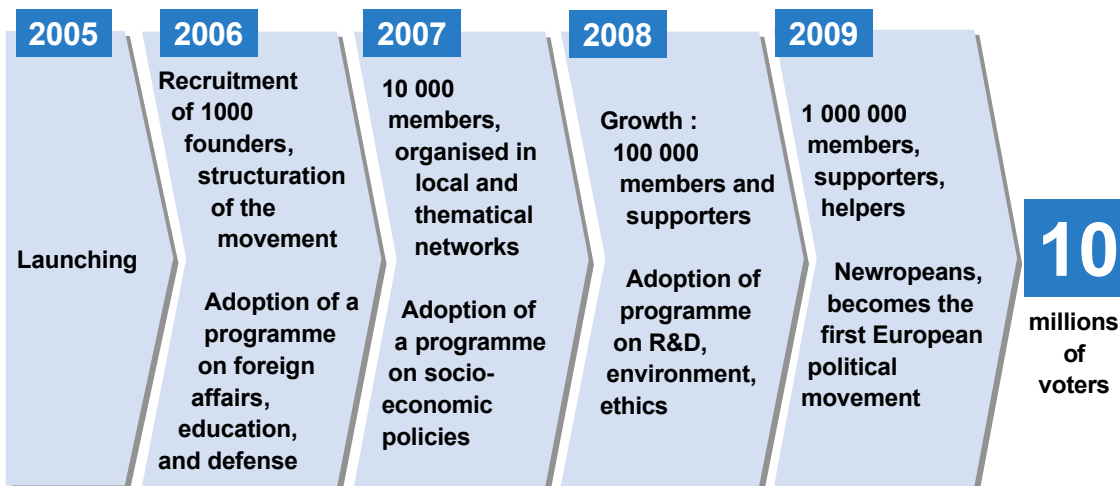 2005
Launching
2006
Recruitment
of 1000
founders,
structuration
of the
movement
Adoption of a
programme
on foreign
affairs,
education,
and defense
2007
10 000
members,
organised in
local and
thematical
networks
Adoption of
a programme
on socio-
economic
policies
2008
Growth :
100 000
members and
supporters
Adoption of
programme
on R&D,
environment,
ethics
2009
1 000 000
members,
supporters,
helpers
Newropeans,
becomes the
first European
political
movement
10
millions
of
voters